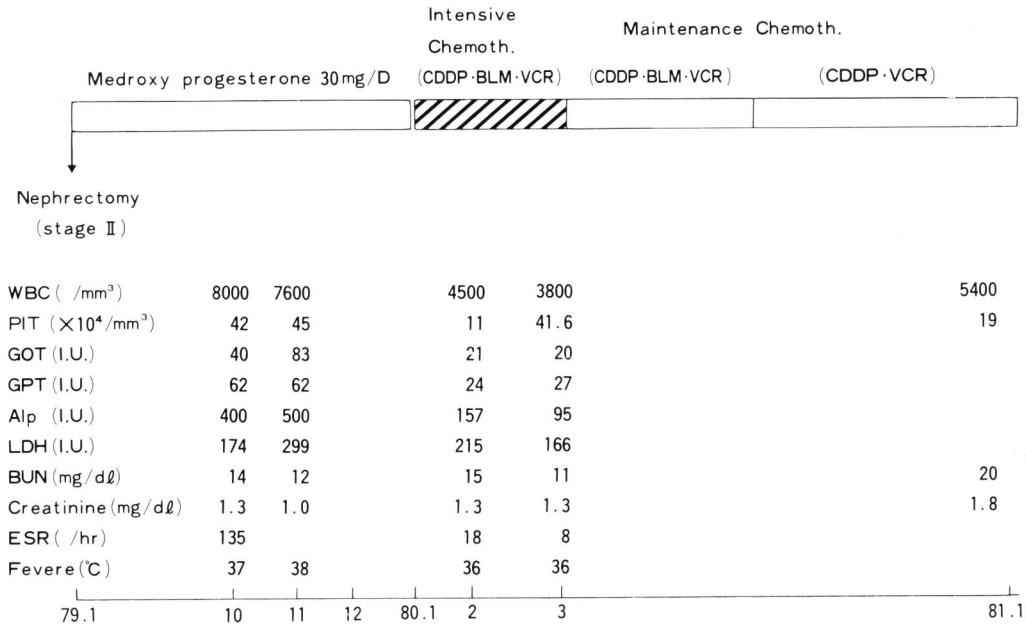 Intensive
Chemoth.
Maintenance Chemoth.
Medroxy progesterone 30mg/D (CDDP·BLM·VCR) (CDDP·BLM·VCR) (CDDP·VCR)
Nephrectomy
(stage Ⅱ)
WBC ( /mm³) 8000 7600 4500 3800 5400
PIT (×10⁴/mm³) 42 45 11 41.6 19
GOT (I.U.) 40 83 21 20
GPT (I.U.) 62 62 24 27
Alp (I.U.) 400 500 157 95
LDH (I.U.) 174 299 215 166
BUN (mg/dℓ) 14 12 15 11 20
Creatinine (mg/dℓ) 1.3 1.0 1.3 1.3 1.8
ESR ( /hr) 135 18 8
Fevere (℃) 37 38 36 36
79.1 10 11 12 80.1 2 3 81.1